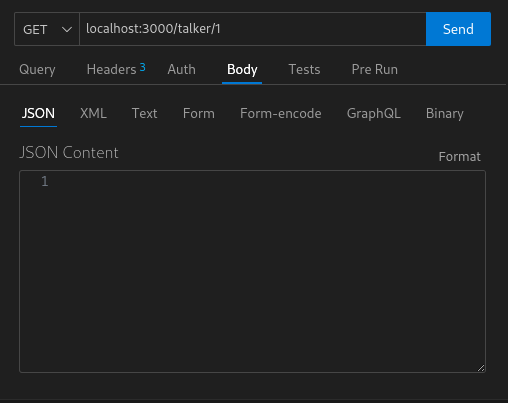 GET localhost:3000/talker/1 Send
Query Headers 3 Auth Body Tests Pre Run
JSON XML Text Form Form-encode GraphQL Binary
JSON Content
Format
1